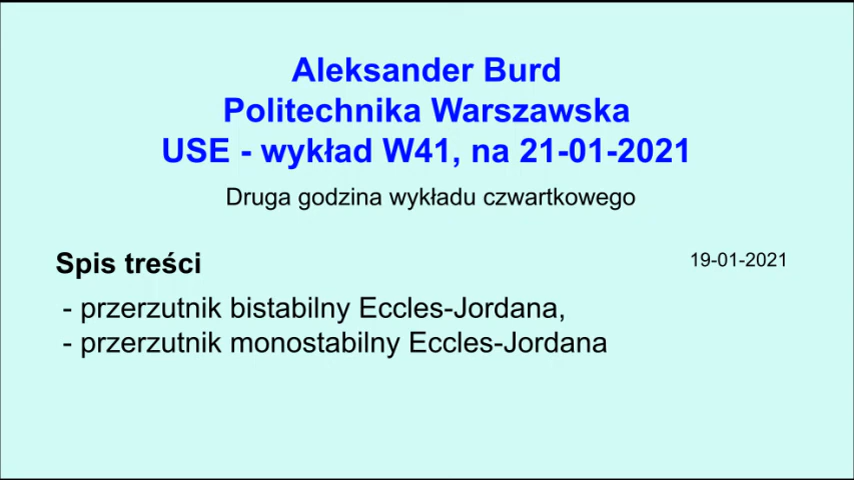 Aleksander Burd
Politechnika Warszawska
USE - wykład W41, na 21-01-2021
Druga godzina wykładu czwartkowego
Spis treści
19-01-2021
- przerzutnik bistabilny Eccles-Jordana,
- przerzutnik monostabilny Eccles-Jordana